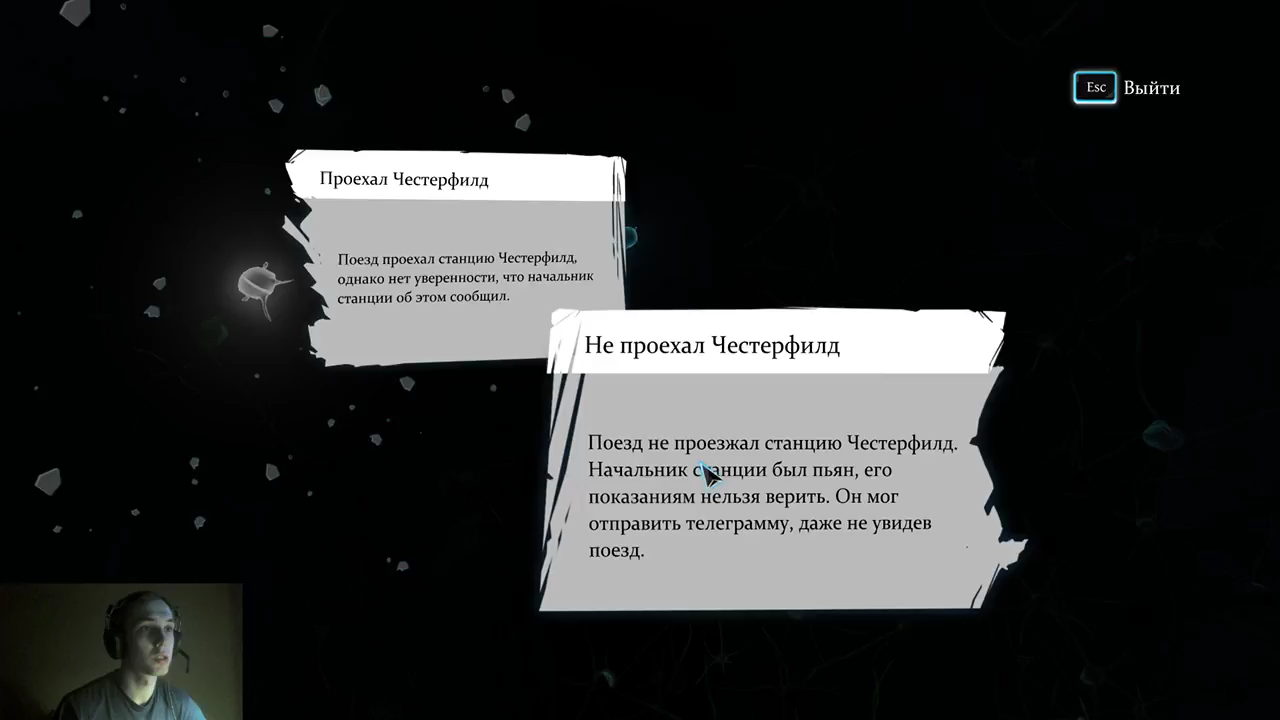 Esc Выйти
Проехал Честерфилд
Поезд проехал станцию Честерфилд,
однако нет уверенности, что начальник
станции об этом сообщил.
Не проехал Честерфилд
Поезд не проезжал станцию Честерфилд.
Начальник станции был пьян, его
показаниям нельзя верить. Он мог
отправить телеграмму, даже не увидев
поезд.